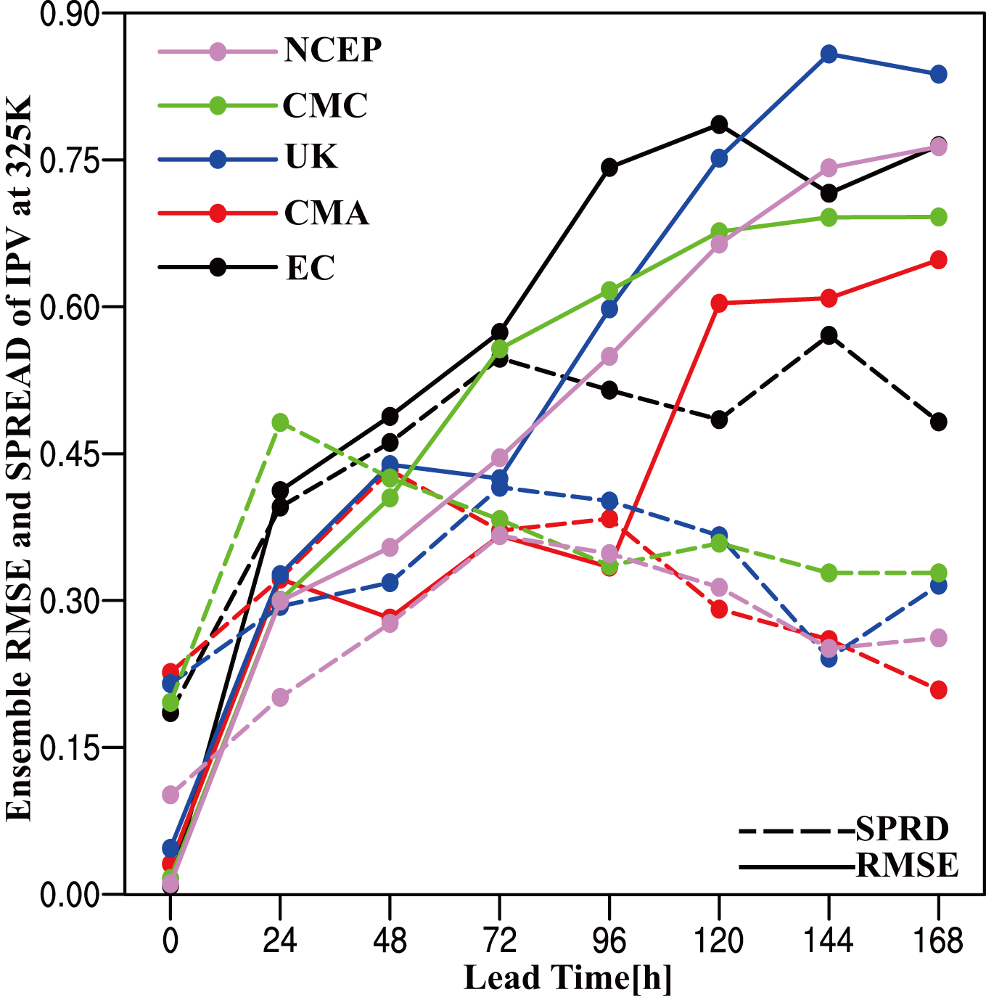 Ensemble RMSE and SPREAD of IPV at 325K
0.90
0.75
0.60
0.45
0.30
0.15
0.00
NCEP
CMC
UK
CMA
EC
SPRD
RMSE
0 24 48 72 96 120 144 168
Lead Time[h]